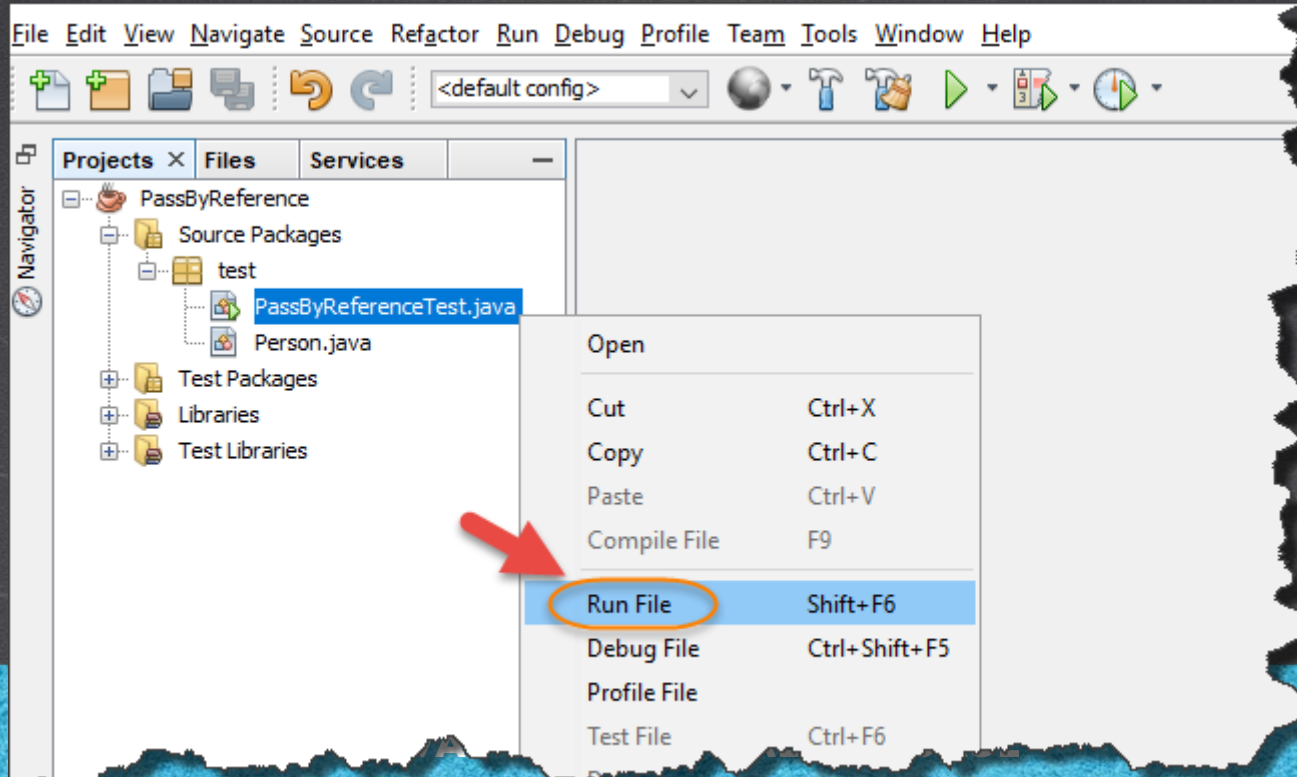 File Edit View Navigate Source Refactor Run Debug Profile Team Tools Window Help
<default config>
Projects Files Services
Navigator
PassByReference
Source Packages
test
PassByReferenceTest.java
Person.java
Test Packages
Libraries
Test Libraries
Open
Cut Ctrl+X
Copy Ctrl+C
Paste Ctrl+V
Compile File F9
Run File Shift+F6
Debug File Ctrl+Shift+F5
Profile File
Test File Ctrl+F6